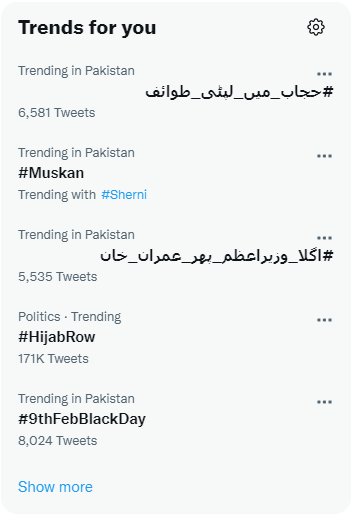 Trends for you
Trending in Pakistan
#حجاب_میں_لپٹی_طوائف
6,581 Tweets
Trending in Pakistan
#Muskan
Trending with #Sherni
Trending in Pakistan
#اگلا_وزیراعظم_پھر_عمران_خان
5,535 Tweets
Politics · Trending
#HijabRow
171K Tweets
Trending in Pakistan
#9thFebBlackDay
8,024 Tweets
Show more